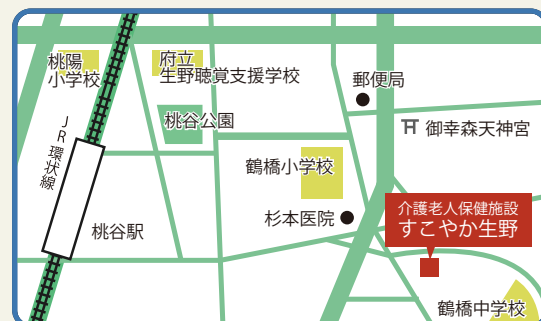 桃陽
小学校
府立
生野聴覚支援学校
郵便局
桃谷公園
御幸森天神宮
JR環状線
鶴橋小学校
介護老人保健施設
すこやか生野
杉本医院
桃谷駅
鶴橋中学校